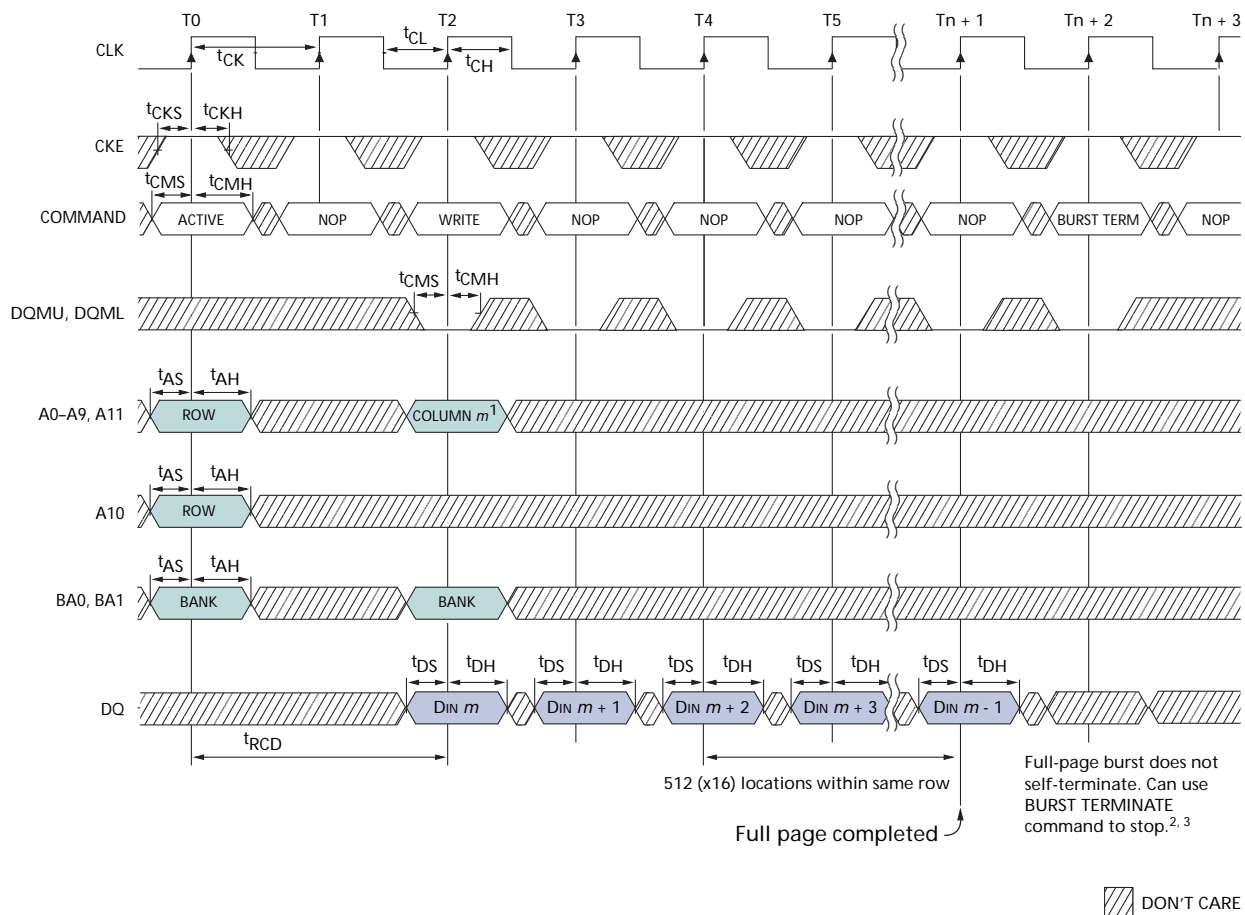 T0 T1 T2 T3 T4 T5 Tn + 1 Tn + 2 Tn + 3
CLK
tCK tCL tCH
tCKS tCKH
CKE
tCMS tCMH
COMMAND ACTIVE NOP WRITE NOP NOP NOP NOP BURST TERM NOP
tCMS tCMH
DQMU, DQML
tAS tAH
A0–A9, A11 ROW COLUMN m1
tAS tAH
A10 ROW
tAS tAH
BA0, BA1 BANK BANK
tDS tDH tDS tDH tDS tDH tDS tDH tDS tDH
DQ DIN m DIN m + 1 DIN m + 2 DIN m + 3 DIN m - 1
tRCD
512 (x16) locations within same row
Full page completed
Full-page burst does not
self-terminate. Can use
BURST TERMINATE
command to stop.2, 3
DON'T CARE